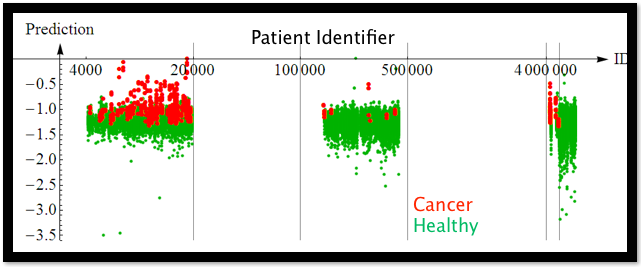 Prediction
Patient Identifier
ID
4000 20 000 100 000 500 000 4 000 000
−0.5
−1.0
−1.5
−2.0
−2.5
−3.0
−3.5
Cancer
Healthy